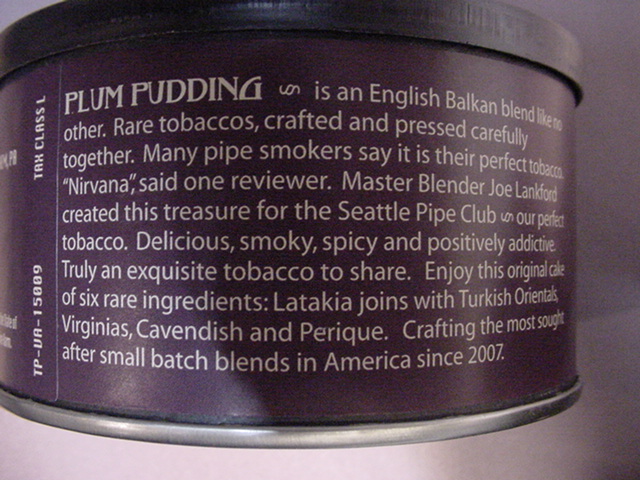 PLUM PUDDING is an English Balkan blend like no
other. Rare tobaccos, crafted and pressed carefully
together. Many pipe smokers say it is their perfect tobacco.
"Nirvana", said one reviewer. Master Blender Joe Lankford
created this treasure for the Seattle Pipe Club our perfect
tobacco. Delicious, smoky, spicy and positively addictive.
Truly an exquisite tobacco to share. Enjoy this original cake
of six rare ingredients: Latakia joins with Turkish Orientals,
Virginias, Cavendish and Perique. Crafting the most sought
after small batch blends in America since 2007.
TAX CLASS L
TP-VA-15009